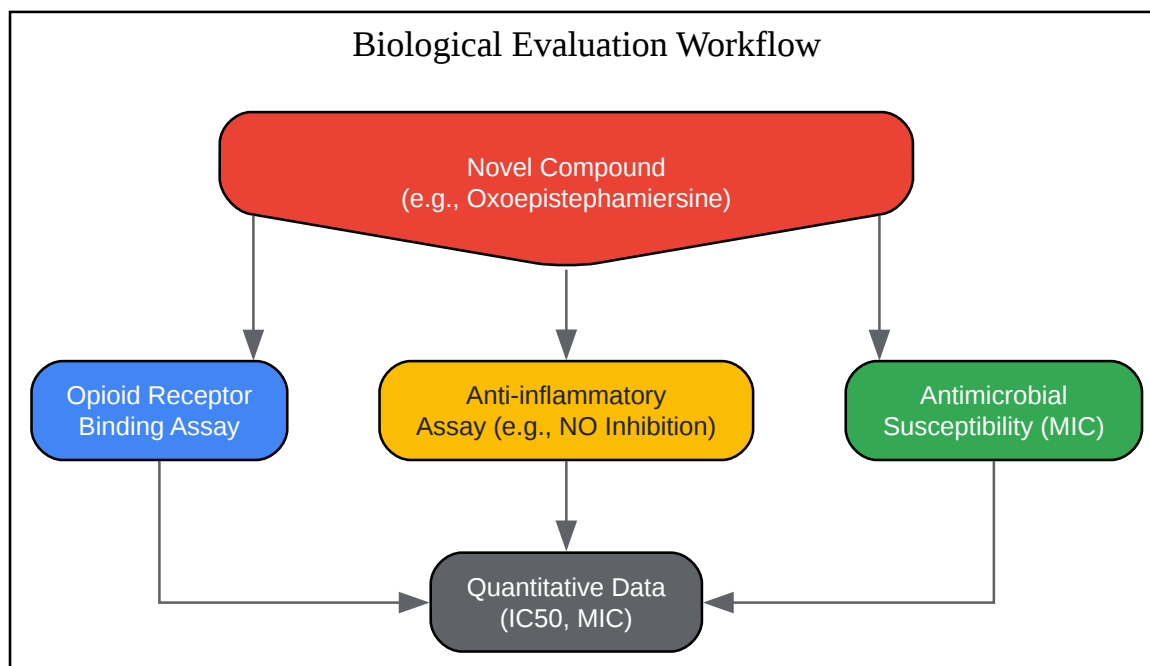 Biological Evaluation Workflow
Novel Compound
(e.g., Oxoepistephamiersine)
Opioid Receptor
Binding Assay
Anti-inflammatory
Assay (e.g., NO Inhibition)
Antimicrobial
Susceptibility (MIC)
Quantitative Data
(IC50, MIC)